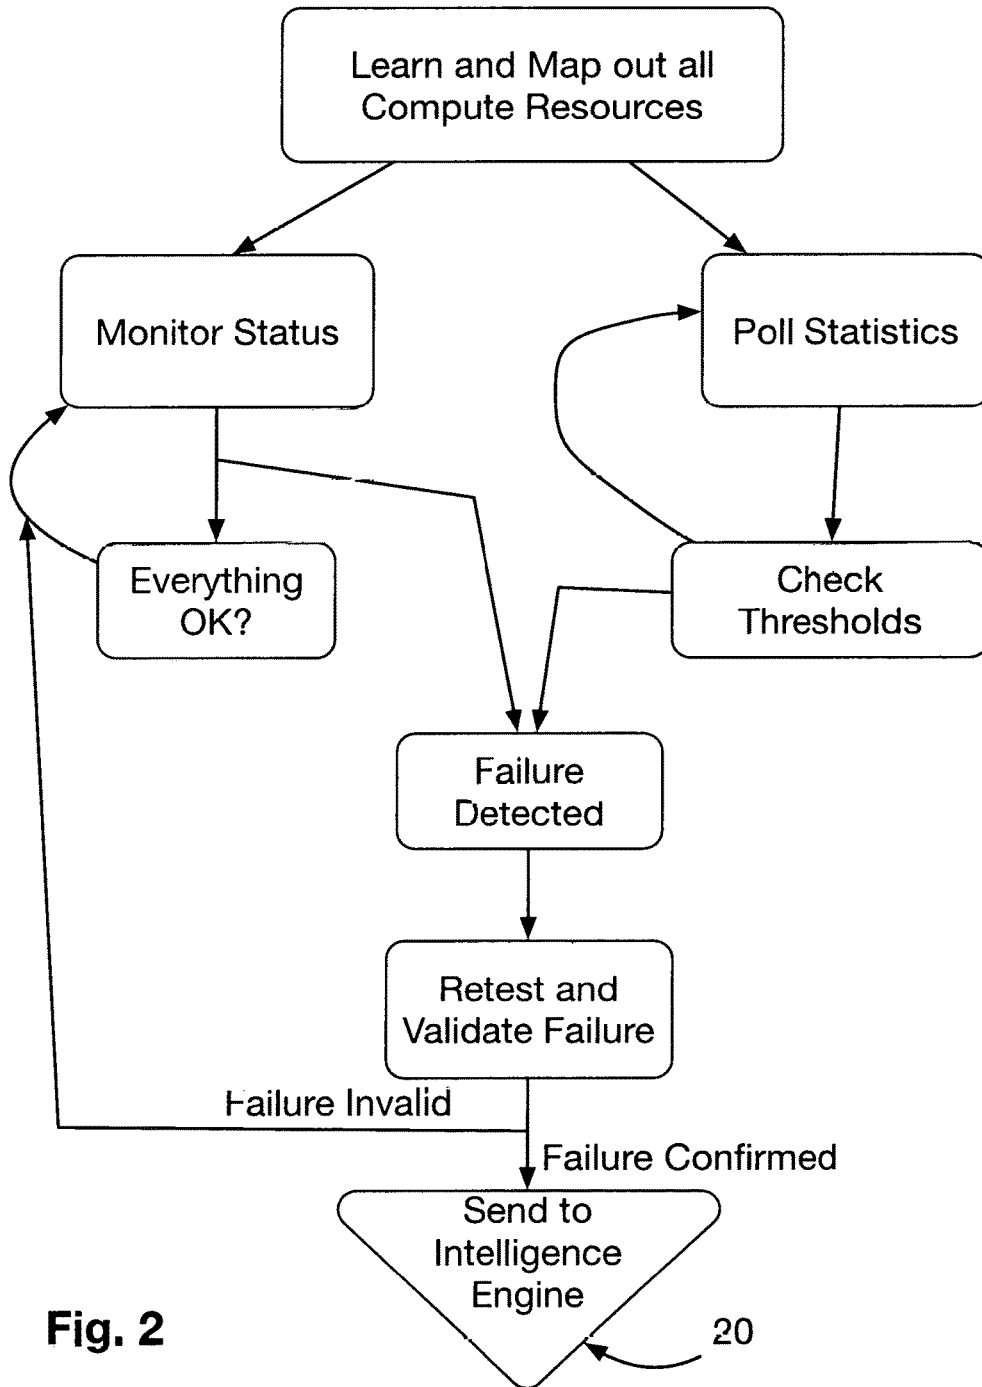 Learn and Map out all
Compute Resources
Monitor Status
Poll Statistics
Everything
OK?
Check
Thresholds
Failure
Detected
Retest and
Validate Failure
Failure Invalid
Failure Confirmed
Send to
Intelligence
Engine
Fig. 2
20